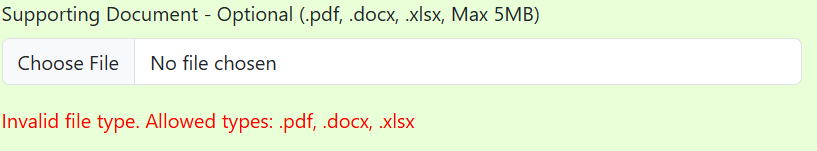 Supporting Document - Optional (.pdf, .docx, .xlsx, Max 5MB)
Choose File No file chosen
Invalid file type. Allowed types: .pdf, .docx, .xlsx